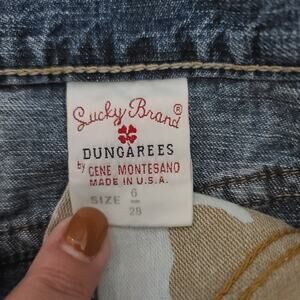 Lucky Brand®
DUNGAREES
by GENE MONTESANO
MADE IN U.S.A.
SIZE 6
28